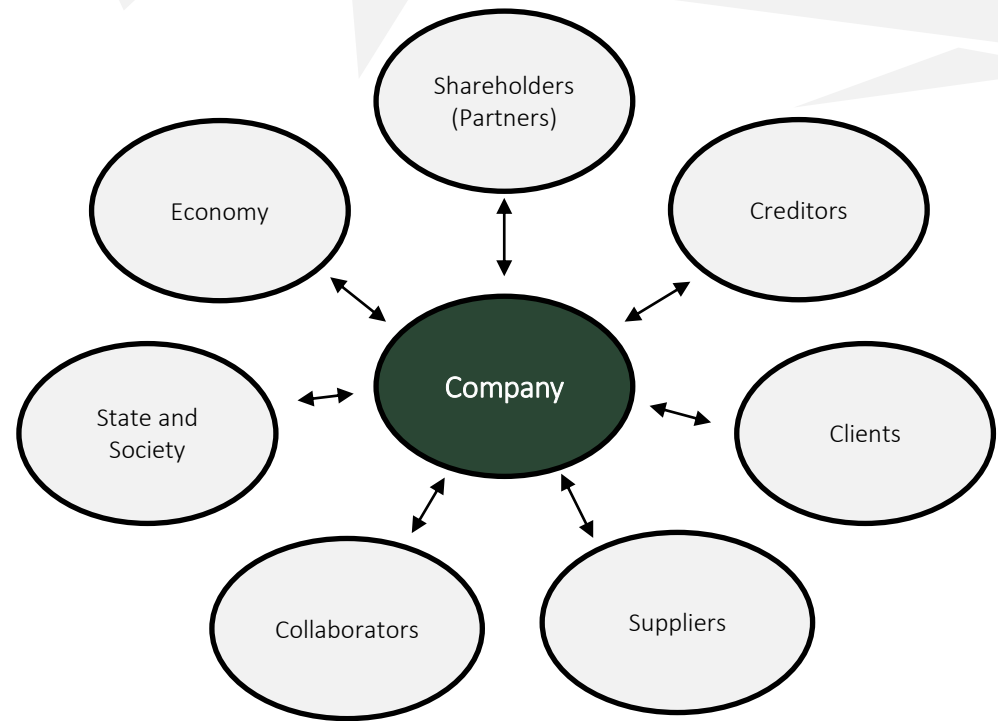 Shareholders
(Partners)
Economy
Creditors
Company
State and
Society
Clients
Collaborators
Suppliers